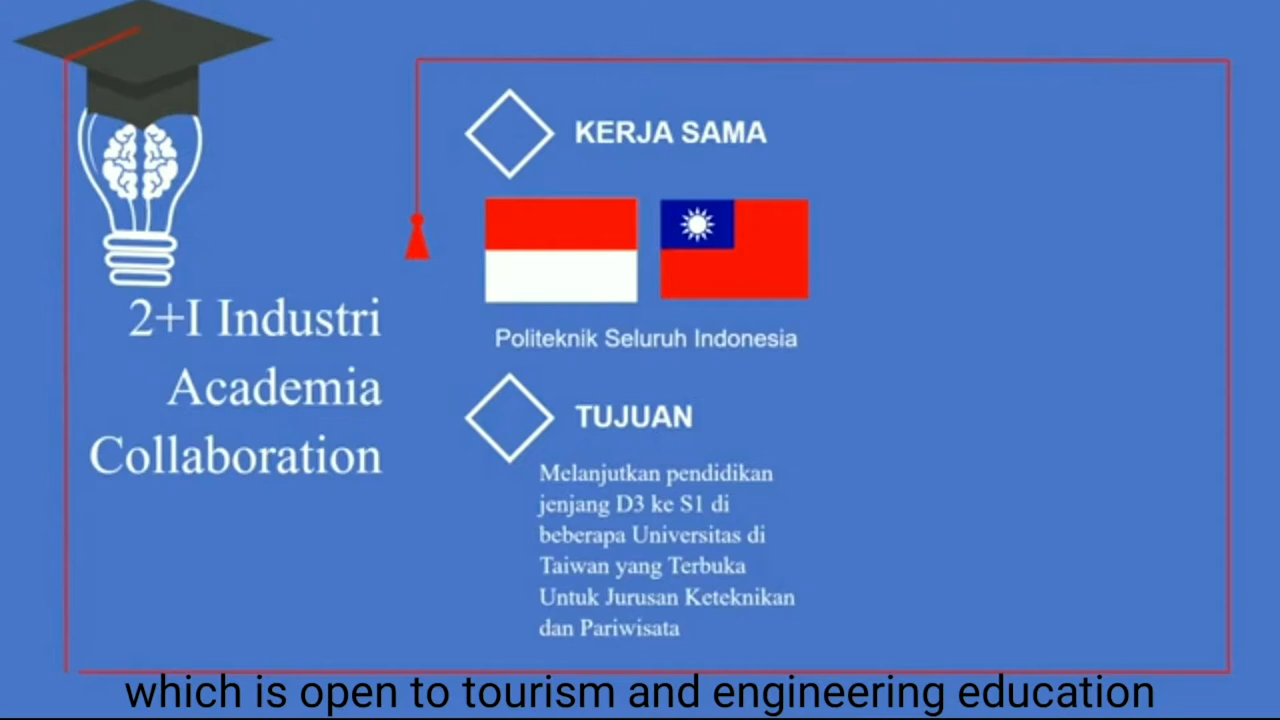 2+I Industri
Academia
Collaboration
KERJA SAMA
Politeknik Seluruh Indonesia
TUJUAN
Melanjutkan pendidikan
jenjang D3 ke S1 di
beberapa Universitas di
Taiwan yang Terbuka
Untuk Jurusan Keteknikan
dan Pariwisata
which is open to tourism and engineering education